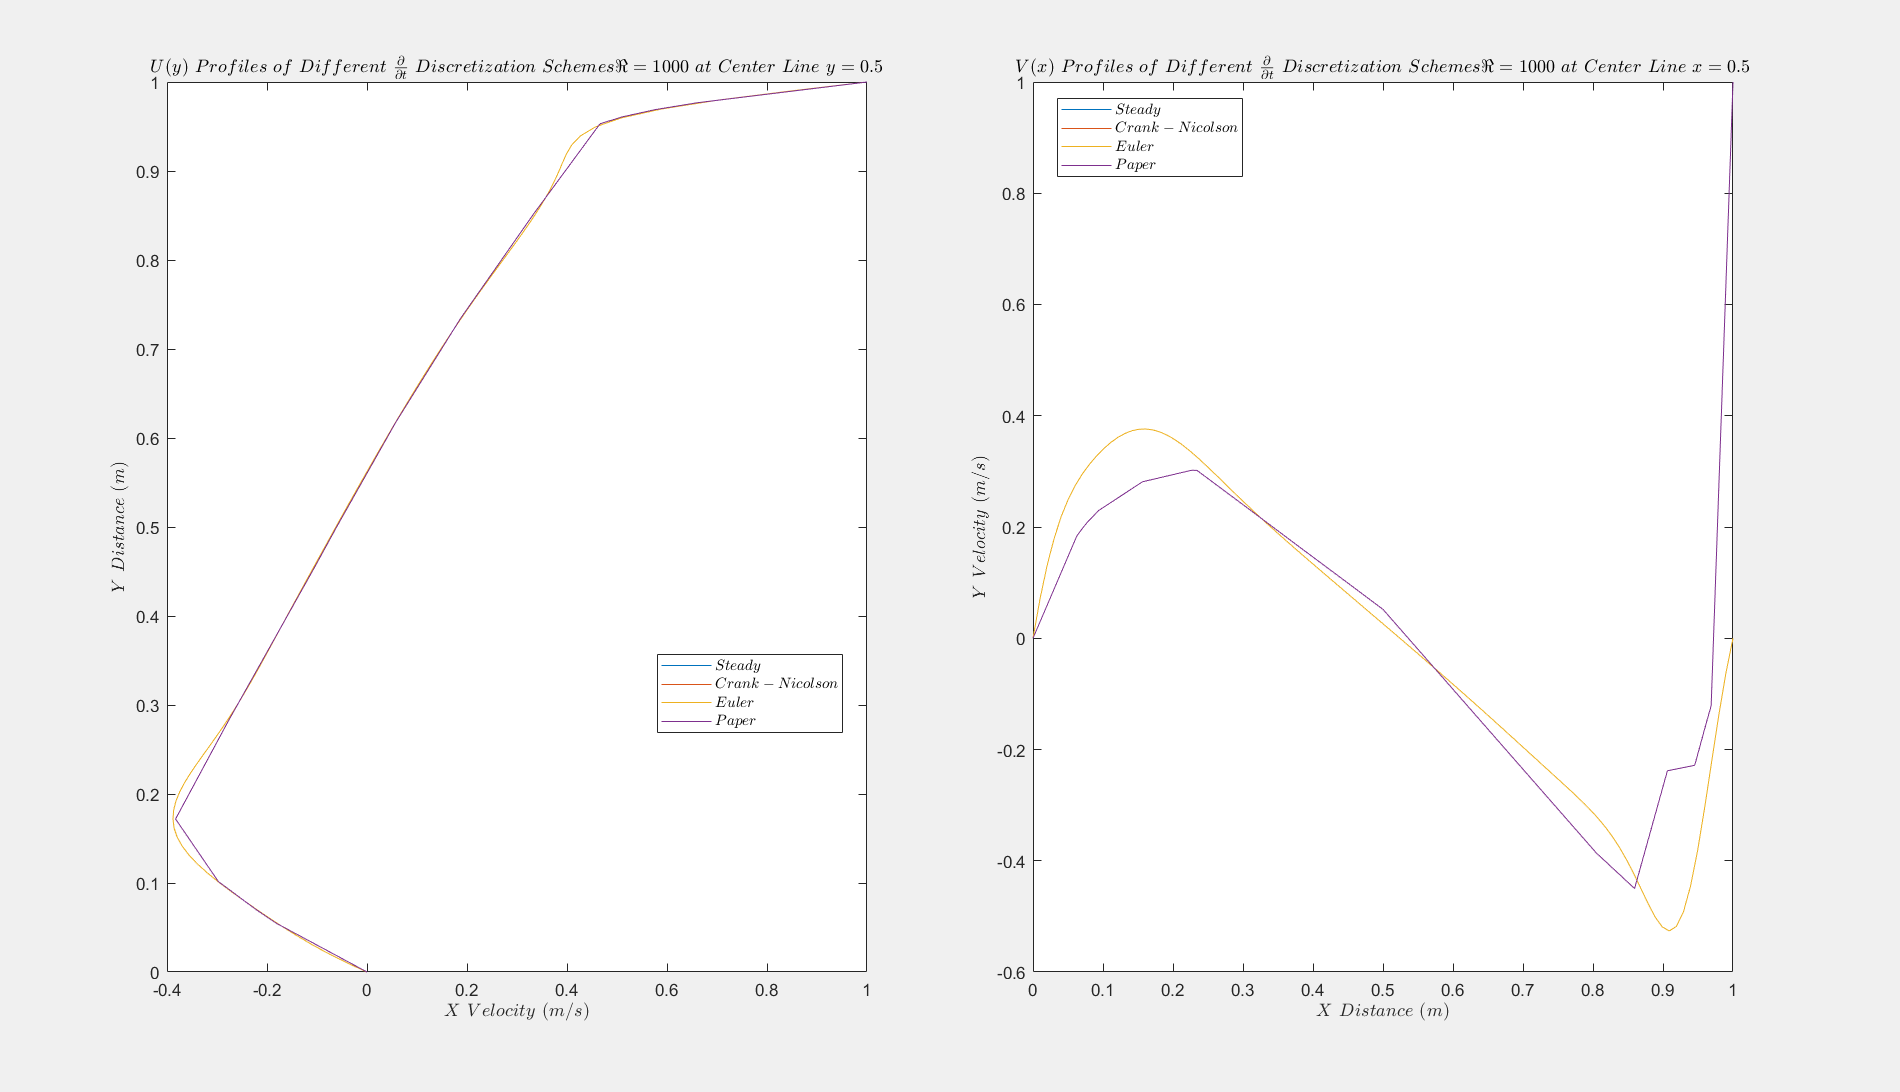 U(y) Profiles of Different ∂/∂t Discretization Schemesℜ = 1000 at Center Line y = 0.5
1
0.9
0.8
0.7
0.6
0.5
0.4
0.3
0.2
0.1
0
Y Distance (m)
Steady
Crank − Nicolson
Euler
Paper
-0.4 -0.2 0 0.2 0.4 0.6 0.8 1
X Velocity (m/s)
V(x) Profiles of Different ∂/∂t Discretization Schemesℜ = 1000 at Center Line x = 0.5
1
0.8
0.6
0.4
0.2
0
-0.2
-0.4
-0.6
Y Velocity (m/s)
Steady
Crank − Nicolson
Euler
Paper
0 0.1 0.2 0.3 0.4 0.5 0.6 0.7 0.8 0.9 1
X Distance (m)